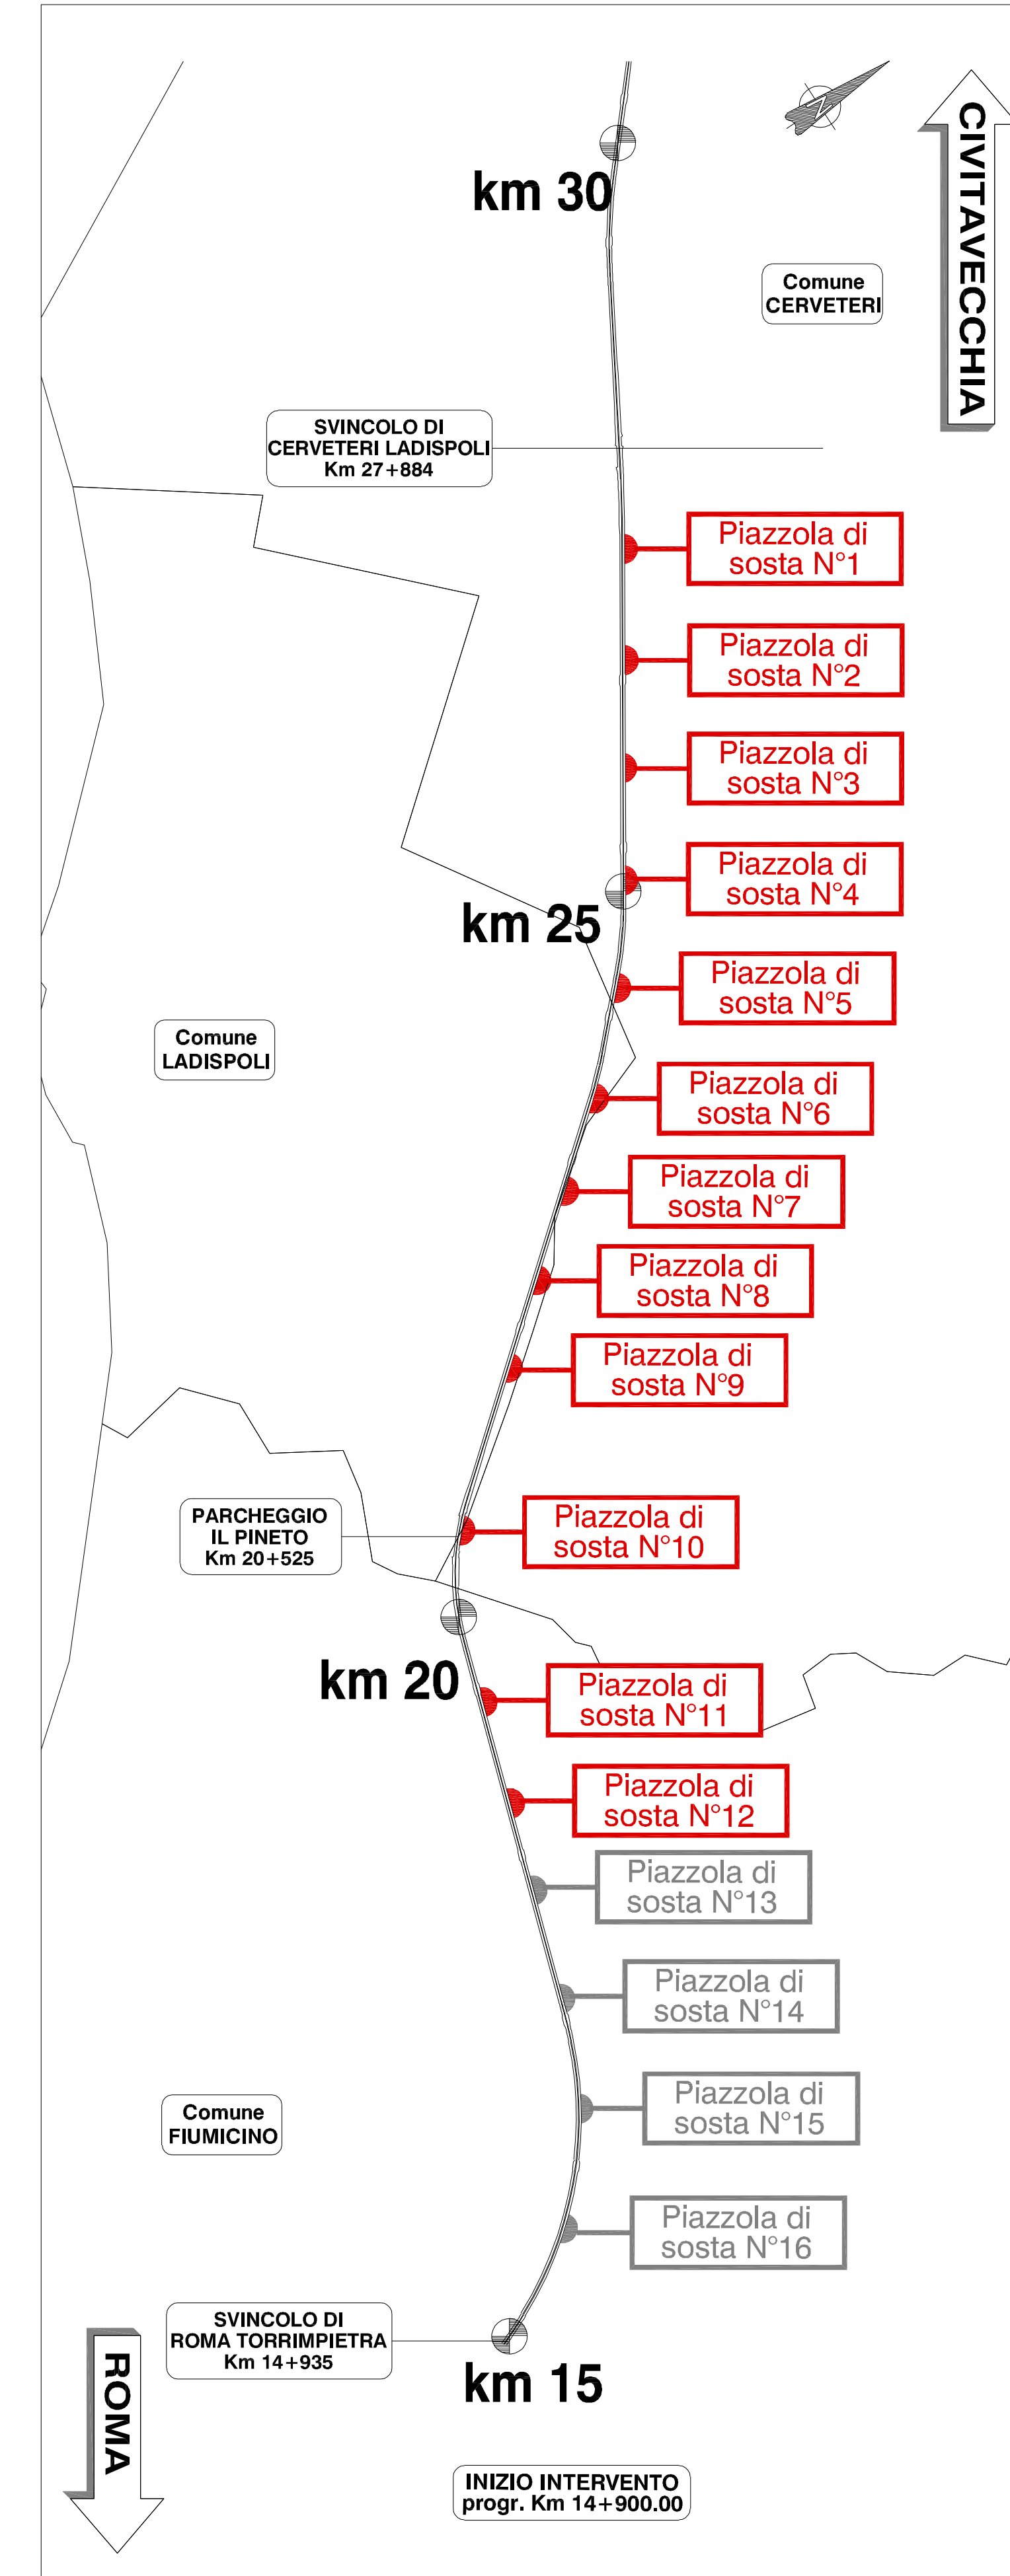 Z
CIVITAVECCHIA
km 30
Comune
CERVETERI
SVINCOLO DI
CERVETERI LADISPOLI
Km 27+884
Piazzola di
sosta N°1
Piazzola di
sosta N°2
Piazzola di
sosta N°3
Piazzola di
sosta N°4
km 25
Piazzola di
sosta N°5
Comune
LADISPOLI
Piazzola di
sosta N°6
Piazzola di
sosta N°7
Piazzola di
sosta N°8
Piazzola di
sosta N°9
PARCHEGGIO
IL PINETO
Km 20+525
Piazzola di
sosta N°10
km 20
Piazzola di
sosta N°11
Piazzola di
sosta N°12
Piazzola di
sosta N°13
Piazzola di
sosta N°14
Piazzola di
sosta N°15
Comune
FIUMICINO
Piazzola di
sosta N°16
SVINCOLO DI
ROMA TORRIMPIETRA
Km 14+935
km 15
ROMA
INIZIO INTERVENTO
progr. Km 14+900.00